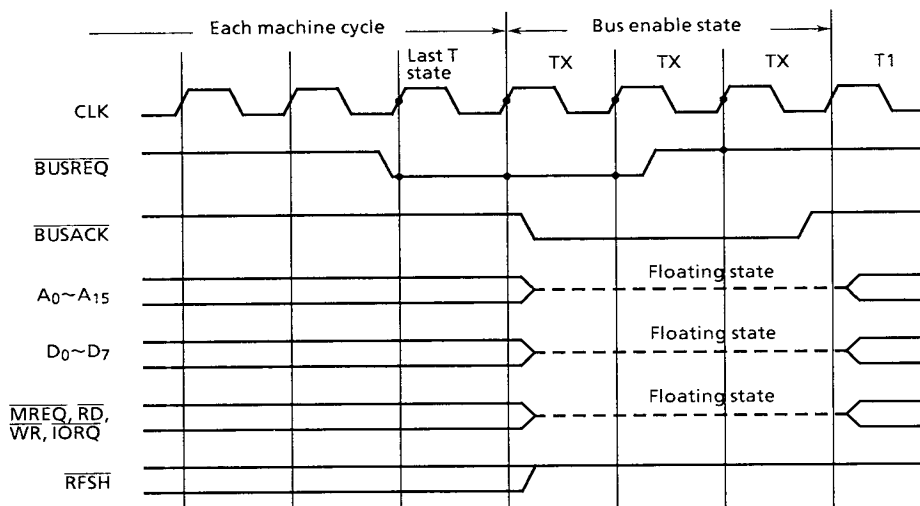 Each machine cycle
Bus enable state
Last T
state
TX
TX
TX
T1
CLK
BUSREQ
BUSACK
A0~A15
Floating state
D0~D7
Floating state
MREQ, RD,
WR, IORQ
Floating state
RFSH